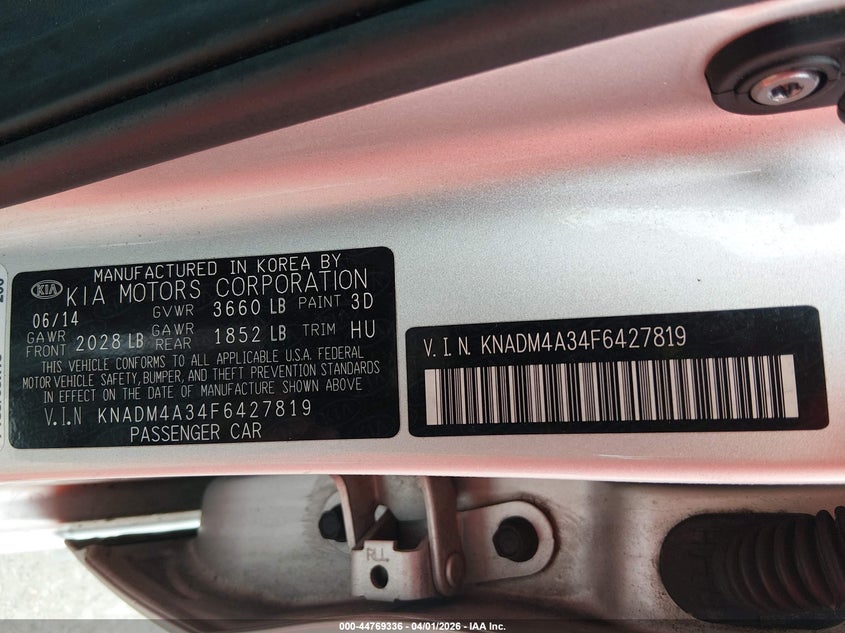 MANUFACTURED IN KOREA BY
KIA KIA MOTORS CORPORATION
06/14 GVWR 3660 LB PAINT 3D
GAWR FRONT 2028 LB GAWR REAR 1852 LB TRIM HU
THIS VEHICLE CONFORMS TO ALL APPLICABLE U.S.A. FEDERAL
MOTOR VEHICLE SAFETY, BUMPER, AND THEFT PREVENTION STANDARDS
IN EFFECT ON THE DATE OF MANUFACTURE SHOWN ABOVE
V.I.N KNADM4A34F6427819
PASSENGER CAR
V.I.N. KNADM4A34F6427819
RLL
000-44769336 - 04/01/2026 - IAA Inc.